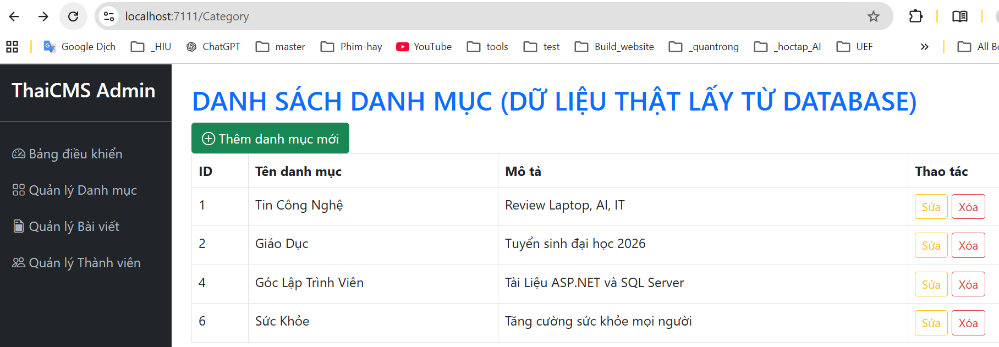 localhost:7111/Category
Google Dịch _HIU ChatGPT master Phim-hay YouTube tools test Build_website _quantrong _hoctap_AI UEF » All
ThaiCMS Admin
Bảng điều khiển
Quản lý Danh mục
Quản lý Bài viết
Quản lý Thành viên
DANH SÁCH DANH MỤC (DỮ LIỆU THẬT LẤY TỪ DATABASE)
Thêm danh mục mới
ID Tên danh mục Mô tả Thao tác
1 Tin Công Nghệ Review Laptop, AI, IT Sửa Xóa
2 Giáo Dục Tuyển sinh đại học 2026 Sửa Xóa
4 Góc Lập Trình Viên Tài Liệu ASP.NET và SQL Server Sửa Xóa
6 Sức Khỏe Tăng cường sức khỏe mọi người Sửa Xóa